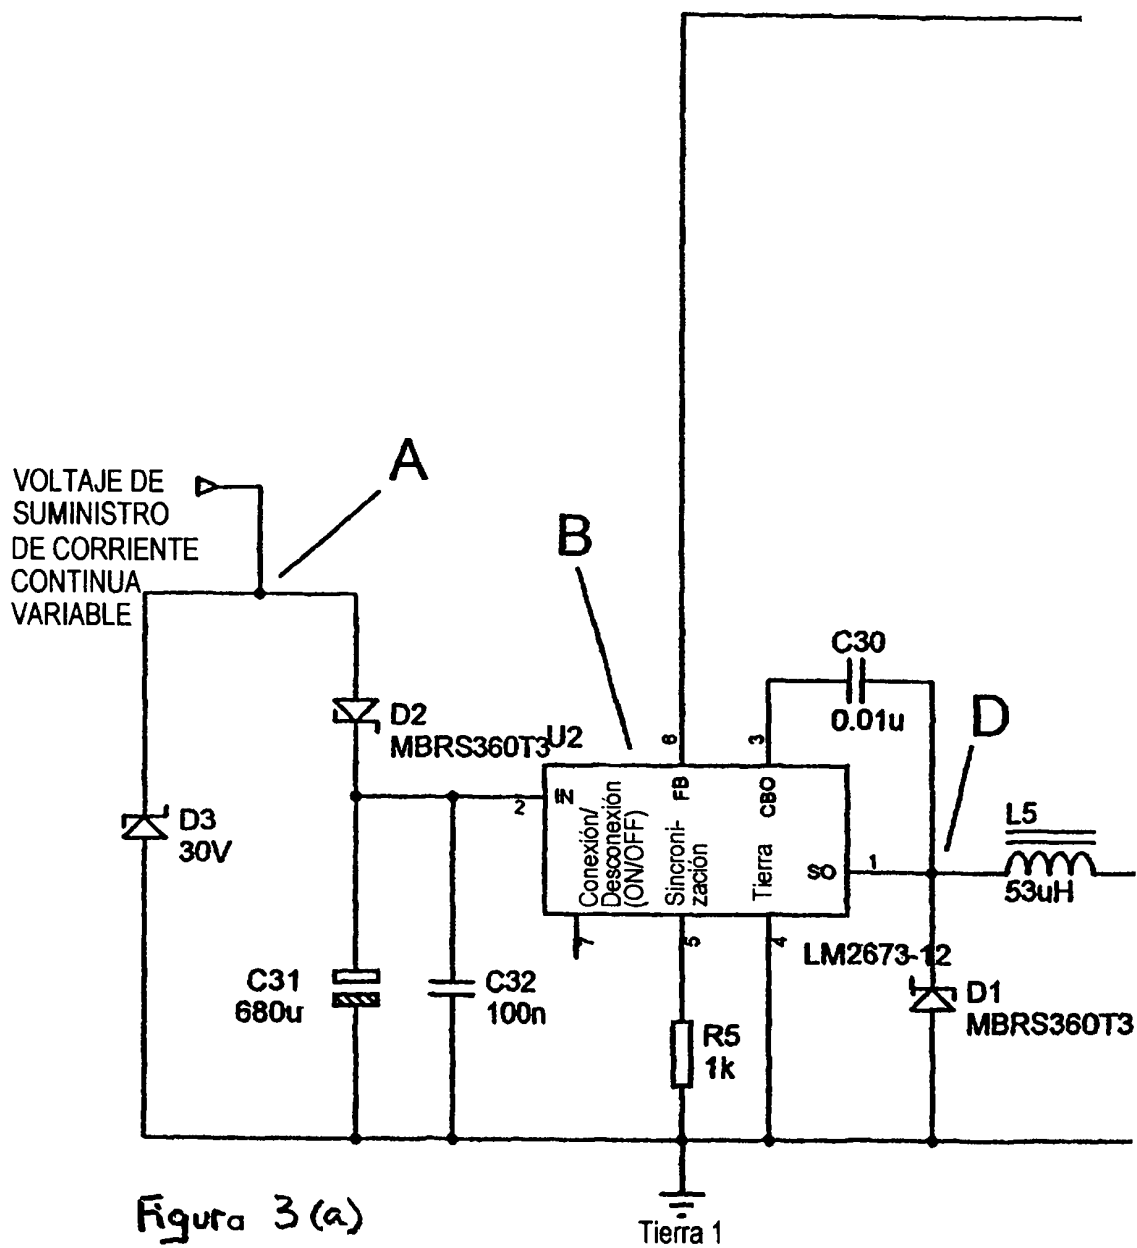 A
VOLTAJE DE
SUMINISTRO
DE CORRIENTE
CONTINUA
VARIABLE
B
C30
0.01u
D
D2
MBRS360T3
U2
6
3
2
IN
FB
CBO
Conexión/
Desconexión
(ON/OFF)
Sincroni-
zación
Tierra
SO
1
L5
53uH
D3
30V
7
5
4
LM2673-12
C31
680u
C32
100n
D1
MBRS360T3
R5
1k
Figura 3 (a)
Tierra 1